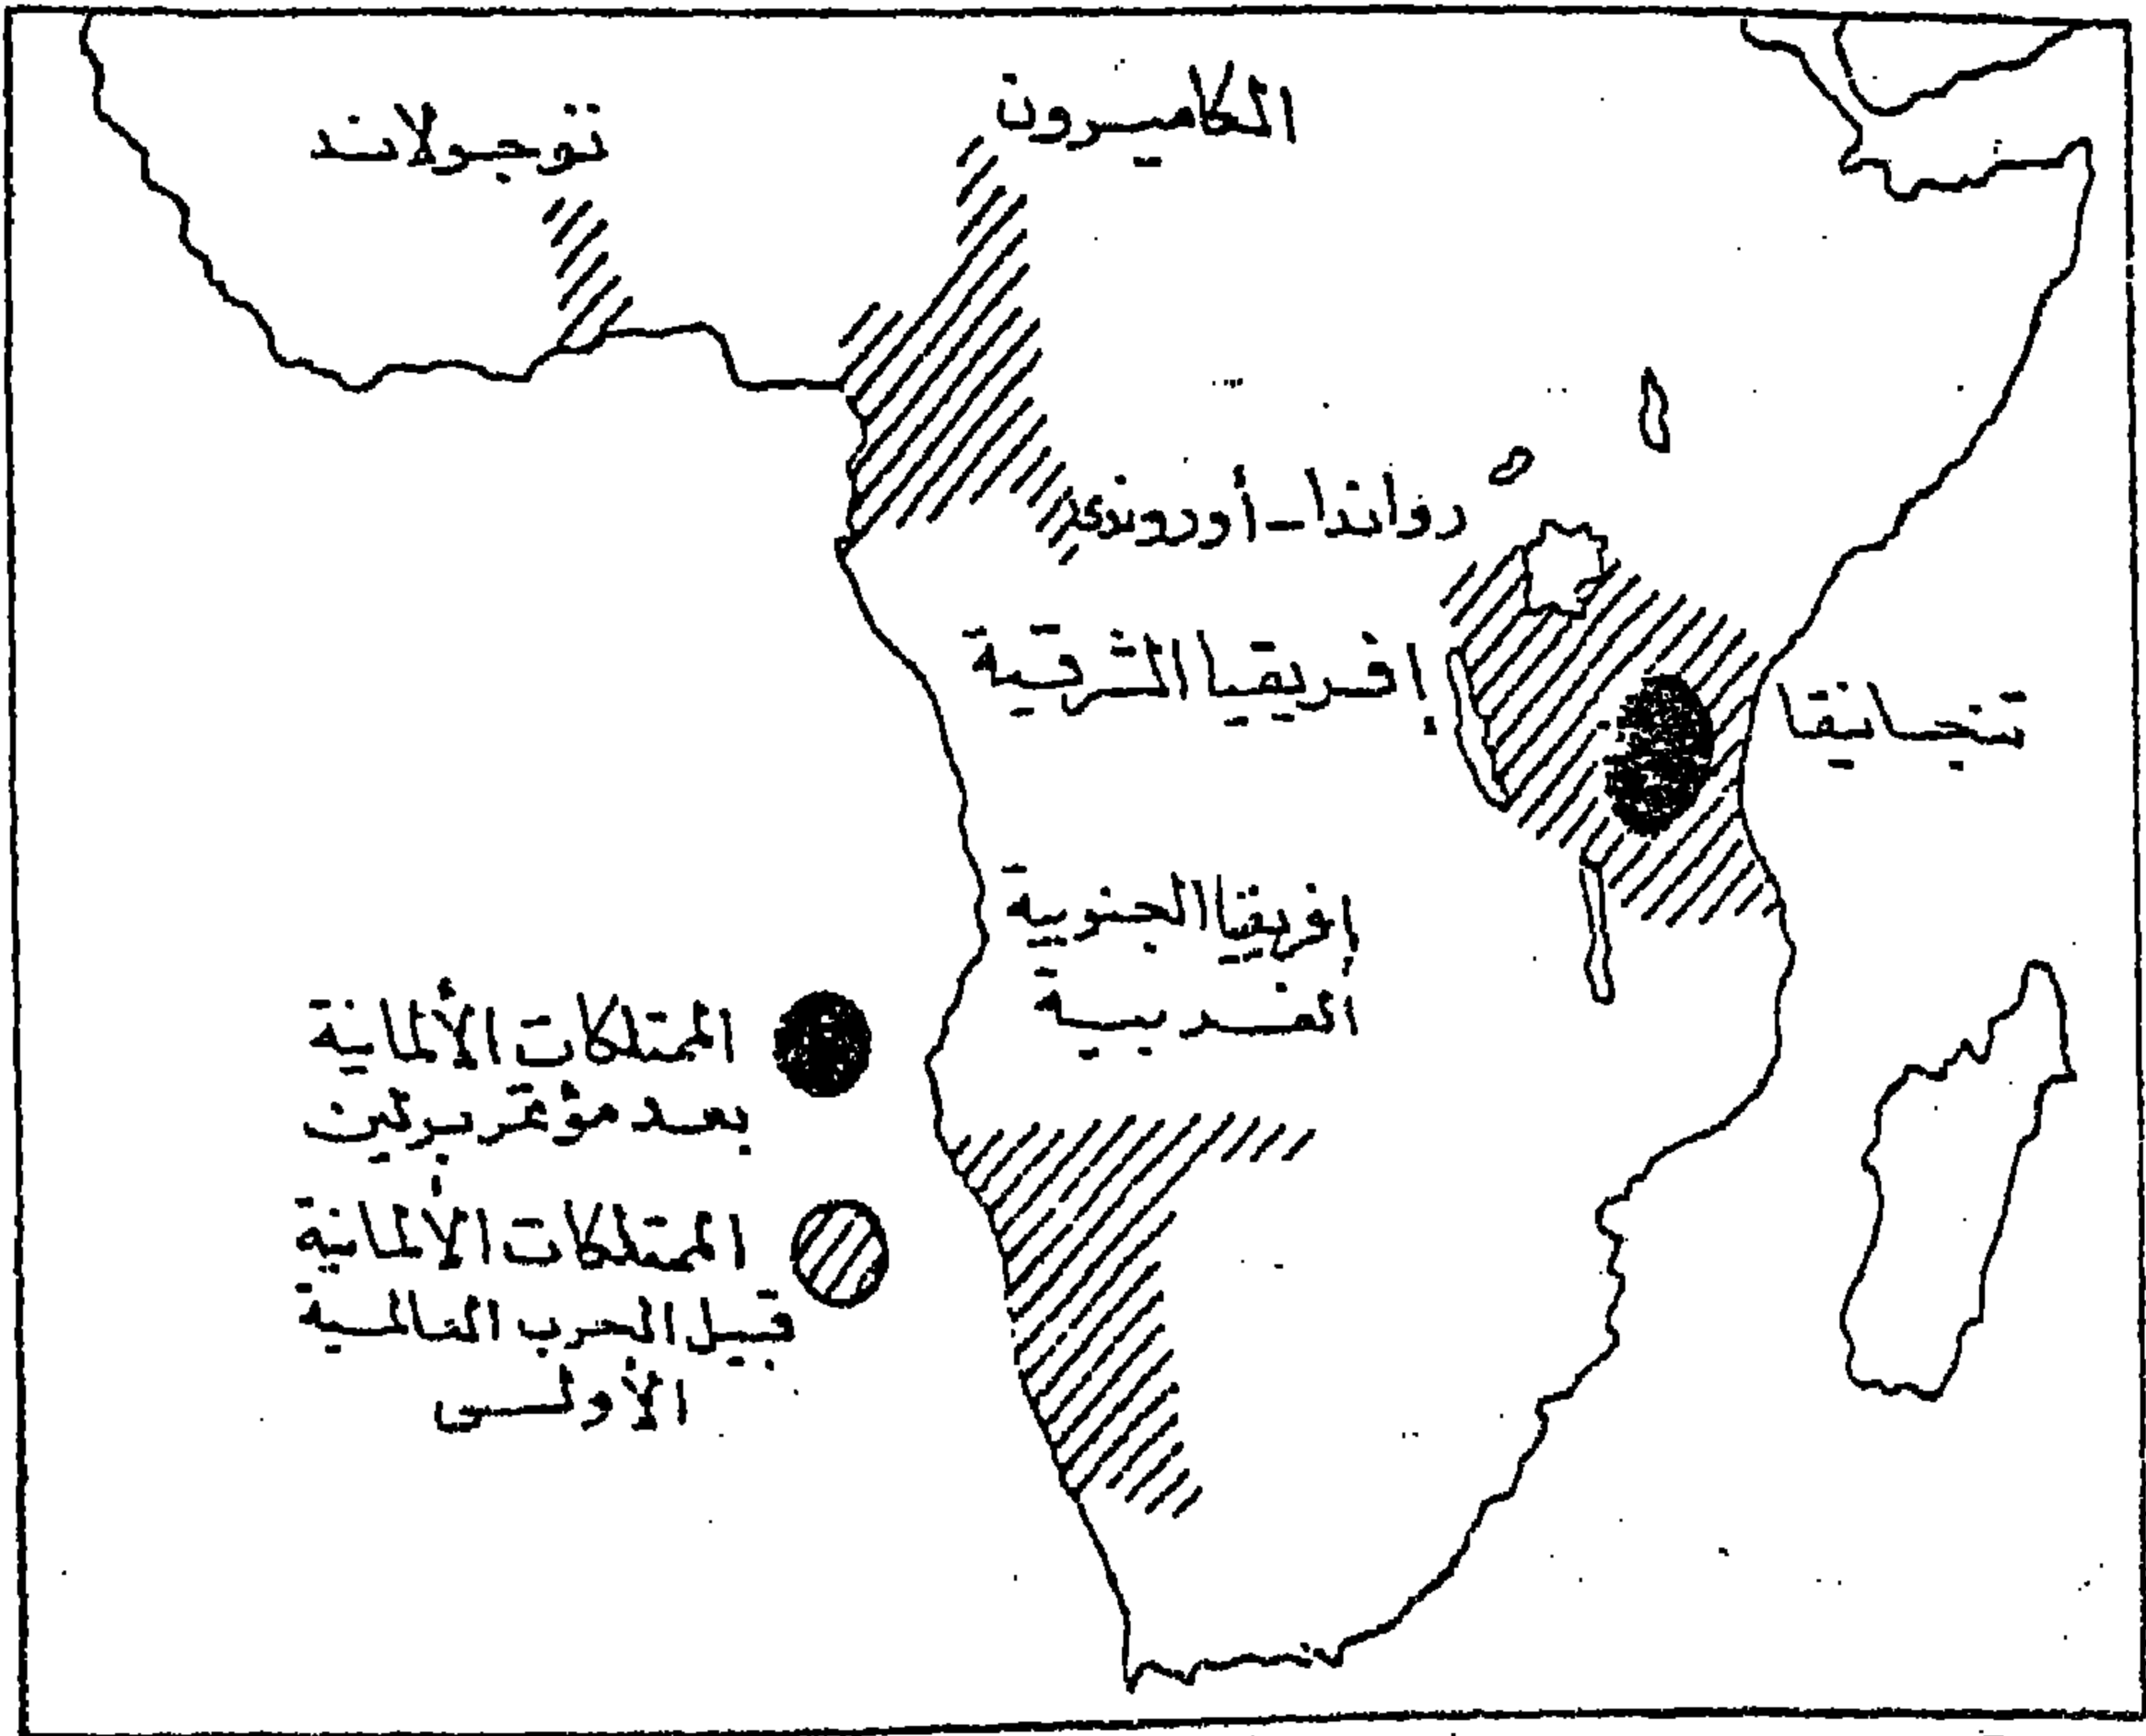 الكاميرون
توجولاند
رواندا - أوروندي
إفريقيا الشرقية
تنجانيقا
إفريقيا الجنوبية
الغربية
الممتلكات الألمانية
بعد مؤتمر برلين
الممتلكات الألمانية
قبل الحرب العالمية
الأولى